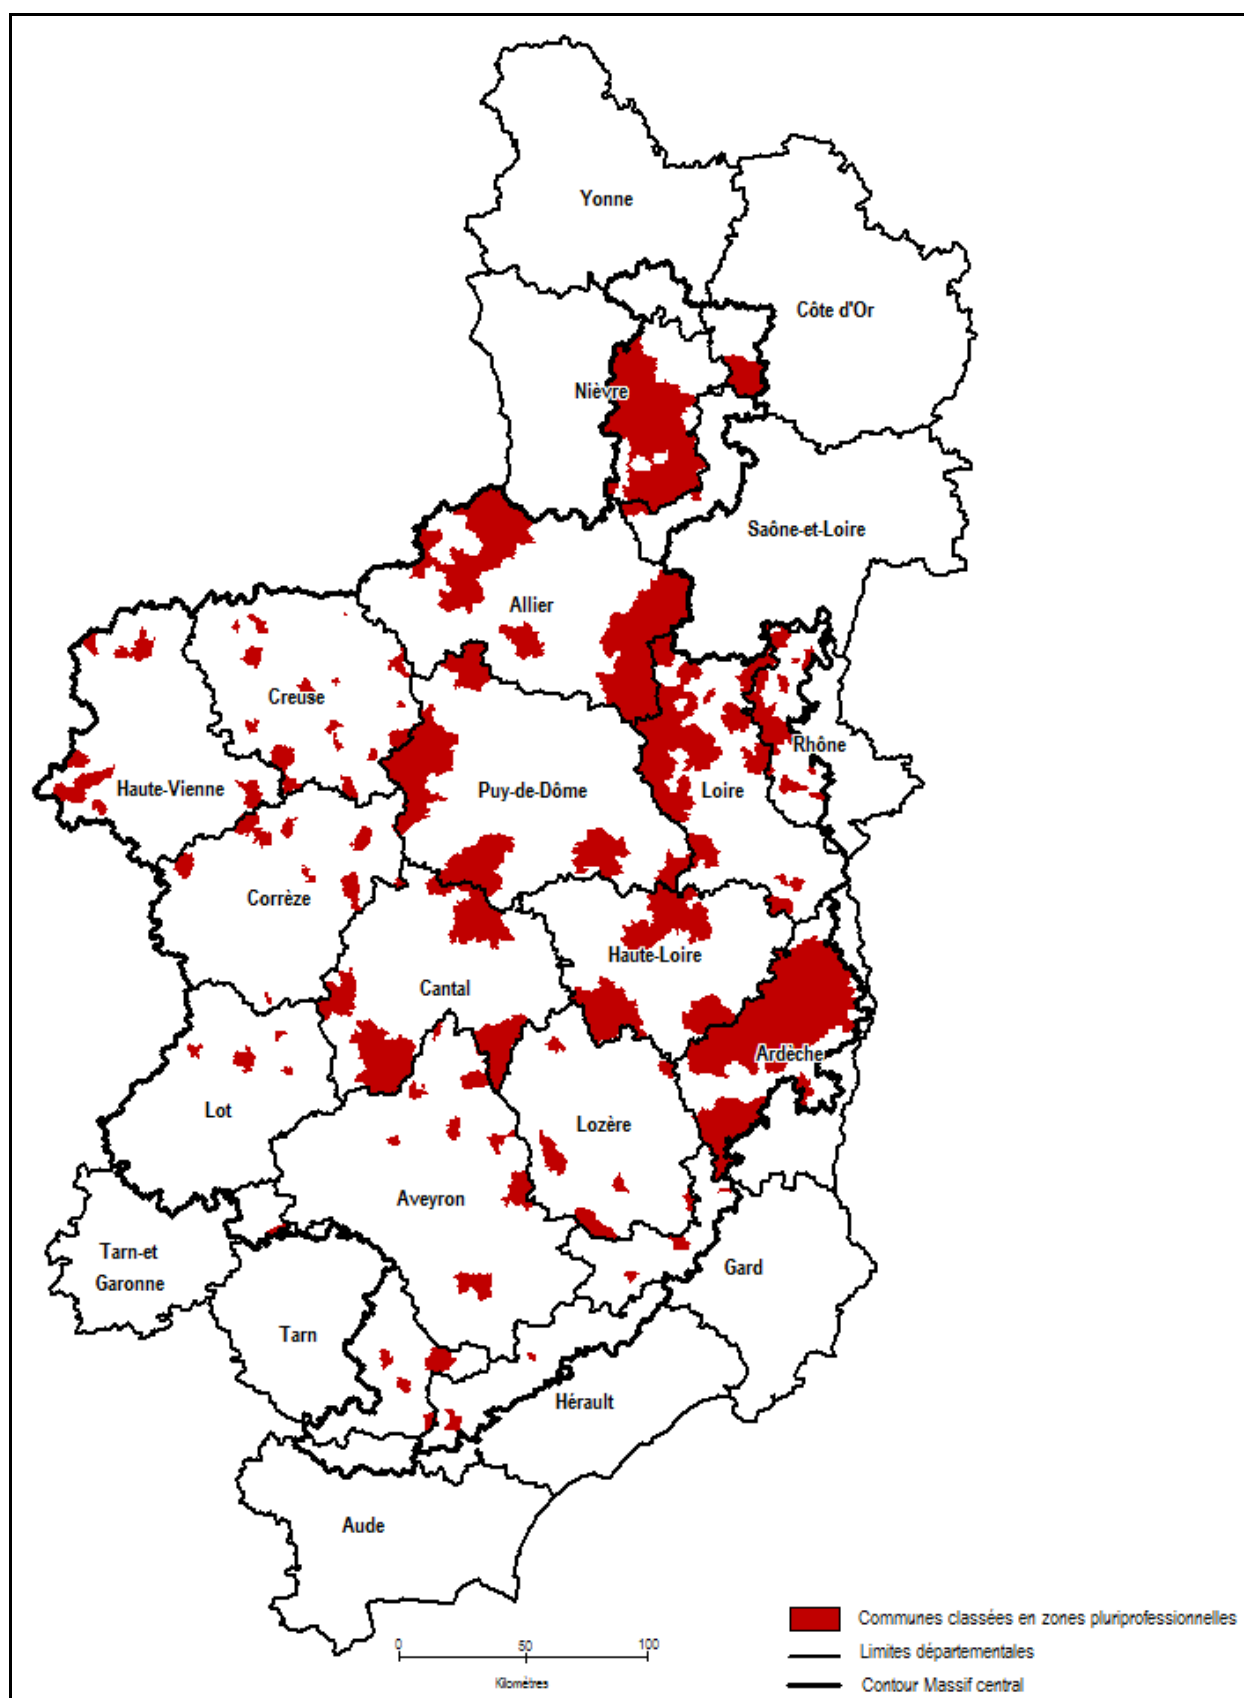 Yonne
Côte d'Or
Nièvre
Saône-et-Loire
Allier
Creuse
Rhône
Haute-Vienne
Puy-de-Dôme
Loire
Corrèze
Haute-Loire
Cantal
Ardèche
Lot
Lozère
Aveyron
Tarn-et
Garonne
Gard
Tarn
Hérault
Aude
Communes classées en zones pluriprofessionnelles
Limites départementales
Contour Massif central
0 50 100
Kilomètres